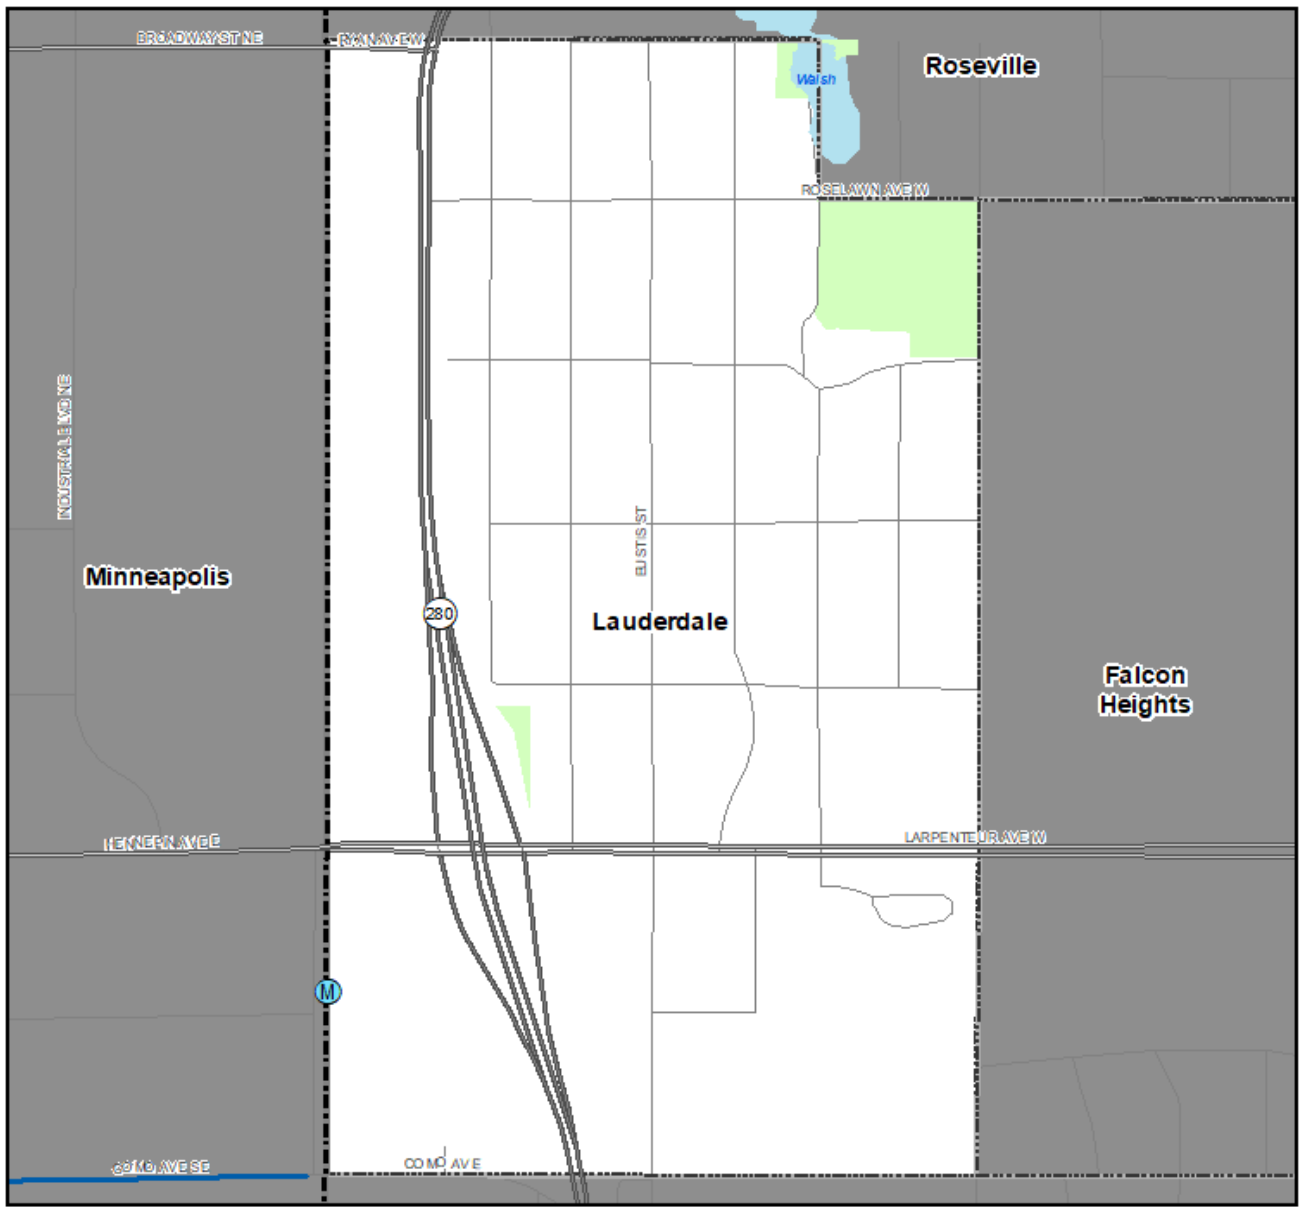 BROADWAY ST NE
RYAN AVE W
Roseville
Walsh
ROSELAWN AVE W
INDUSTRIAL BLVD NE
EUSTIS ST
Minneapolis
280
Lauderdale
Falcon
Heights
HENNEPIN AVE E
LARPENTEUR AVE W
M
COMO AVE SE
COMO AVE